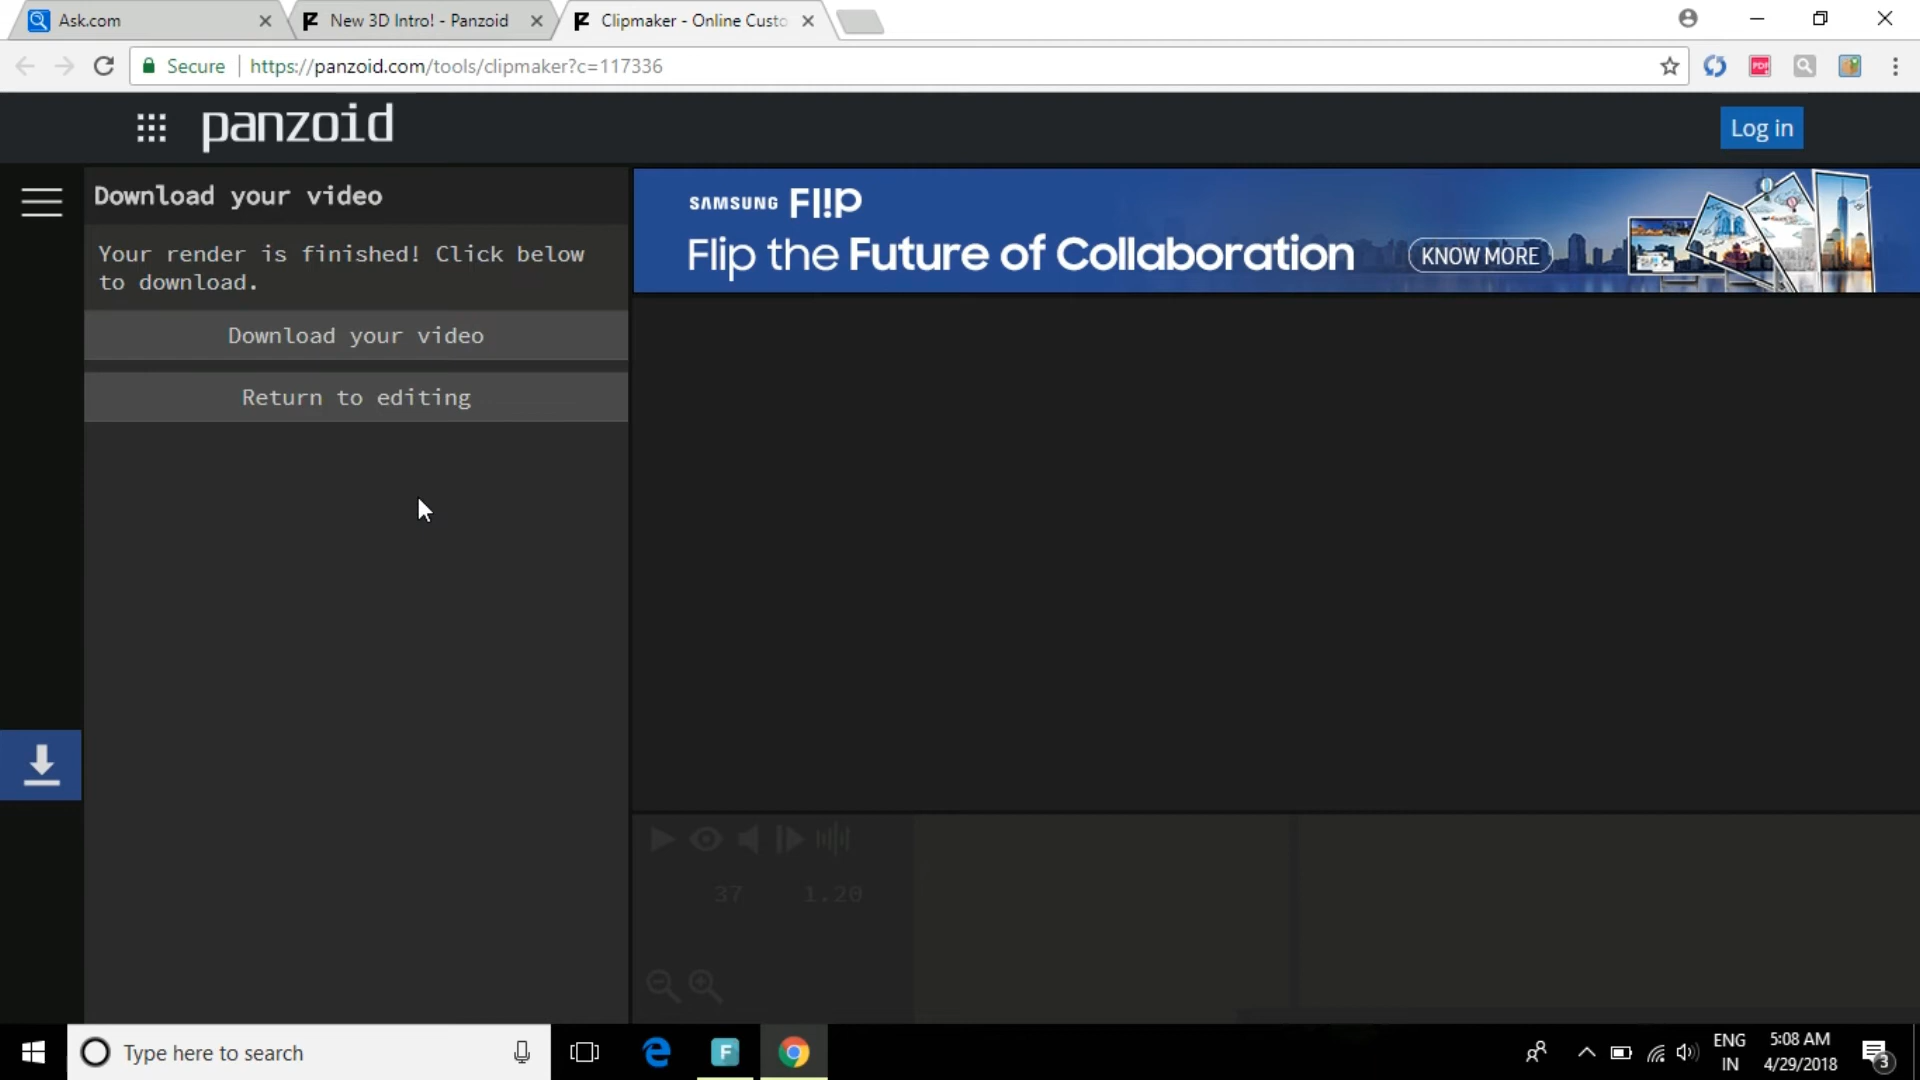 Ask.com
New 3D Intro! - Panzoid
Clipmaker - Online Custo
Secure
https://panzoid.com/tools/clipmaker?c=117336
PDF
panzoid
Log in
Download your video
Your render is finished! Click below
to download.
Download your video
Return to editing
SAMSUNG Fl!p
Flip the Future of Collaboration
KNOW MORE
37 1.20
Type here to search
F
ENG
IN
5:08 AM
4/29/2018
3